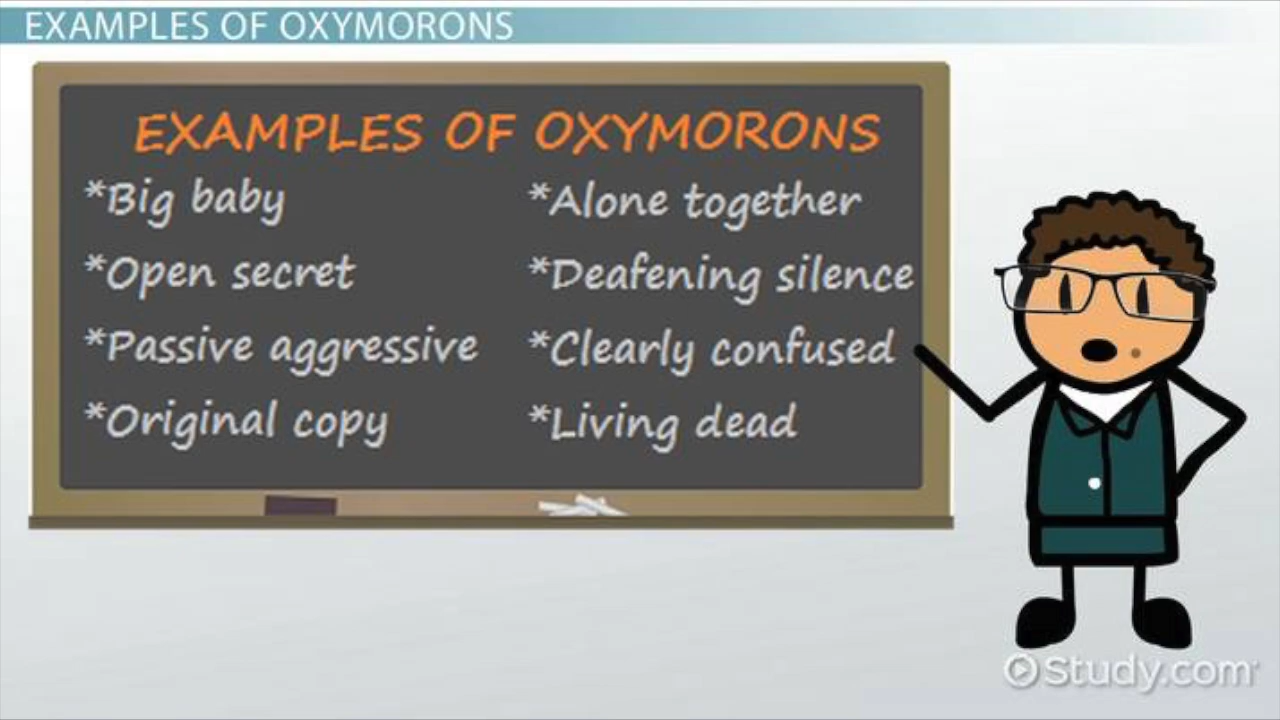 EXAMPLES OF OXYMORONS
EXAMPLES OF OXYMORONS
*Big baby
*Open secret
*Passive aggressive
*Original copy
*Alone together
*Deafening silence
*Clearly confused
*Living dead
Study.com